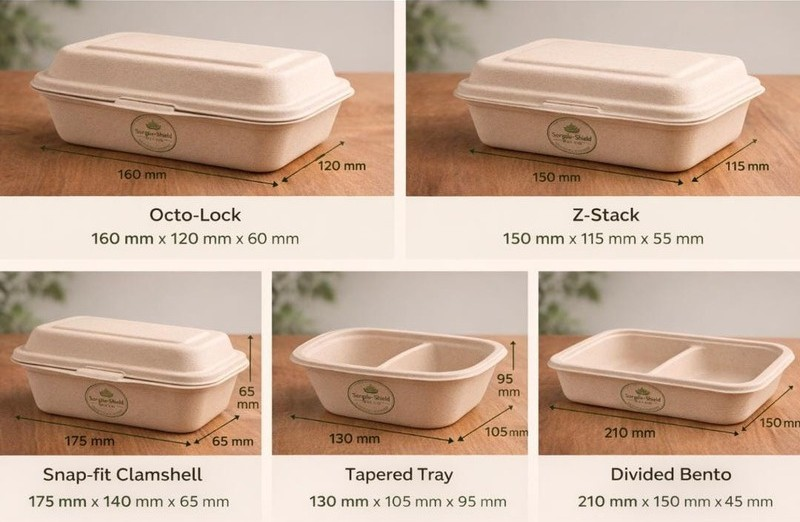 160 mm
120 mm
Octo-Lock
160 mm x 120 mm x 60 mm
150 mm
115 mm
Z-Stack
150 mm x 115 mm x 55 mm
65
mm
175 mm
65 mm
Snap-fit Clamshell
175 mm x 140 mm x 65 mm
95
mm
130 mm
105 mm
Tapered Tray
130 mm x 105 mm x 95 mm
210 mm
150 mm
Divided Bento
210 mm x 150 mm x 45 mm